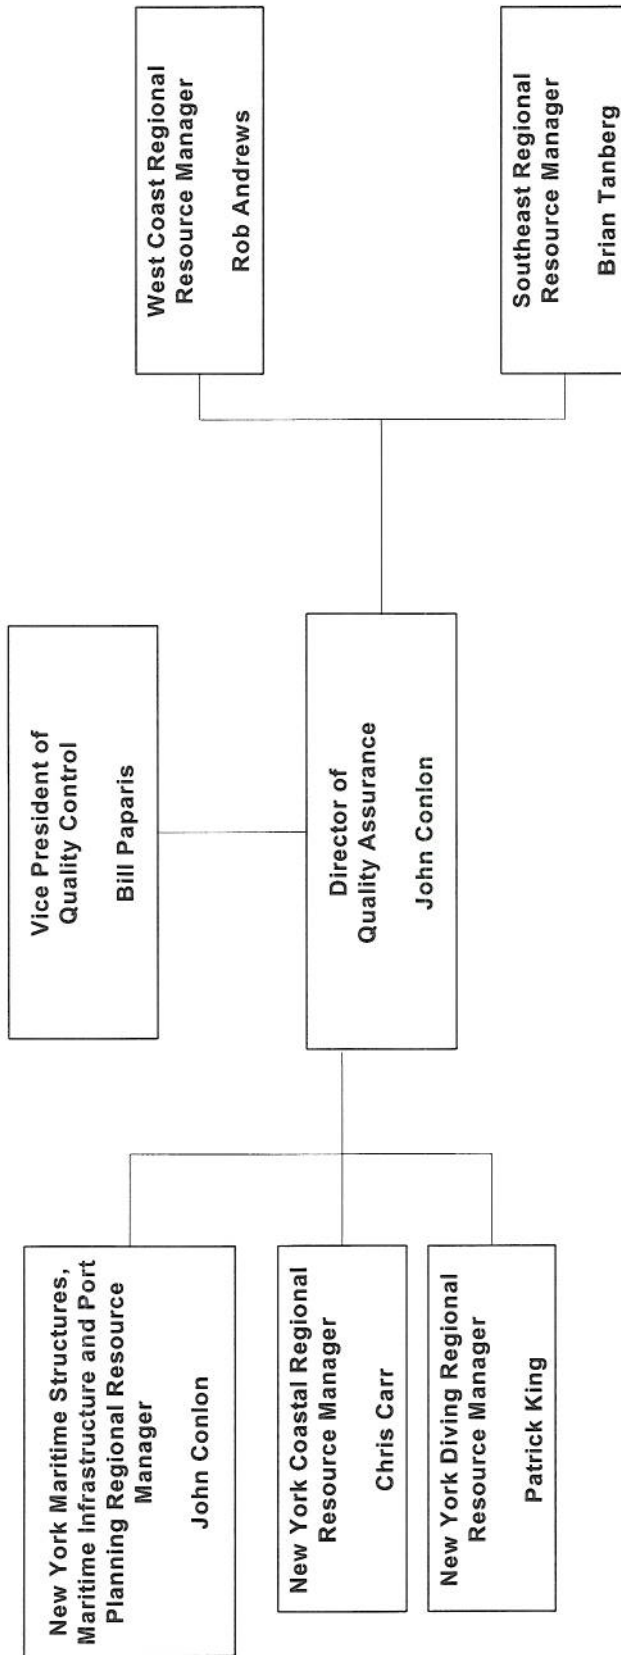 Vice President of
Quality Control
Bill Paparis
Director of
Quality Assurance
John Conlon
New York Maritime Structures,
Maritime Infrastructure and Port
Planning Regional Resource
Manager
John Conlon
New York Coastal Regional
Resource Manager
Chris Carr
New York Diving Regional
Resource Manager
Patrick King
West Coast Regional
Resource Manager
Rob Andrews
Southeast Regional
Resource Manager
Brian Tanberg